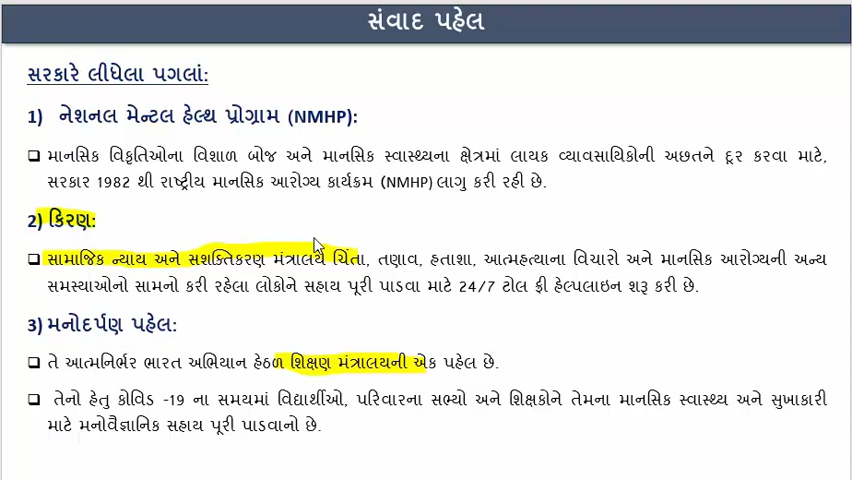 સંવાદ પહેલ
સરકારે લીધેલા પગલાં:
1) નેશનલ મેન્ટલ હેલ્થ પ્રોગ્રામ (NMHP):
માનસિક વિકૃતિઓના વિશાળ બોજ અને માનસિક સ્વાસ્થ્યના ક્ષેત્રમાં લાયક વ્યાવસાયિકોની અછતને દૂર કરવા માટે,
સરકાર 1982 થી રાષ્ટ્રીય માનસિક આરોગ્ય કાર્યક્રમ (NMHP) લાગુ કરી રહી છે.
2) કિરણ:
સામાજિક ન્યાય અને સશક્તિકરણ મંત્રાલયે ચિંતા, તણાવ, હતાશા, આત્મહત્યાના વિચારો અને માનસિક આરોગ્યની અન્ય
સમસ્યાઓનો સામનો કરી રહેલા લોકોને સહાય પૂરી પાડવા માટે 24/7 ટોલ ફ્રી હેલ્પલાઇન શરૂ કરી છે.
3) મનોદર્પણ પહેલ:
તે આત્મનિર્ભર ભારત અભિયાન હેઠળ શિક્ષણ મંત્રાલયની એક પહેલ છે.
તેનો હેતુ કોવિડ -19 ના સમયમાં વિદ્યાર્થીઓ, પરિવારના સભ્યો અને શિક્ષકોને તેમના માનસિક સ્વાસ્થ્ય અને સુખાકારી
માટે મનોવૈજ્ઞાનિક સહાય પૂરી પાડવાનો છે.